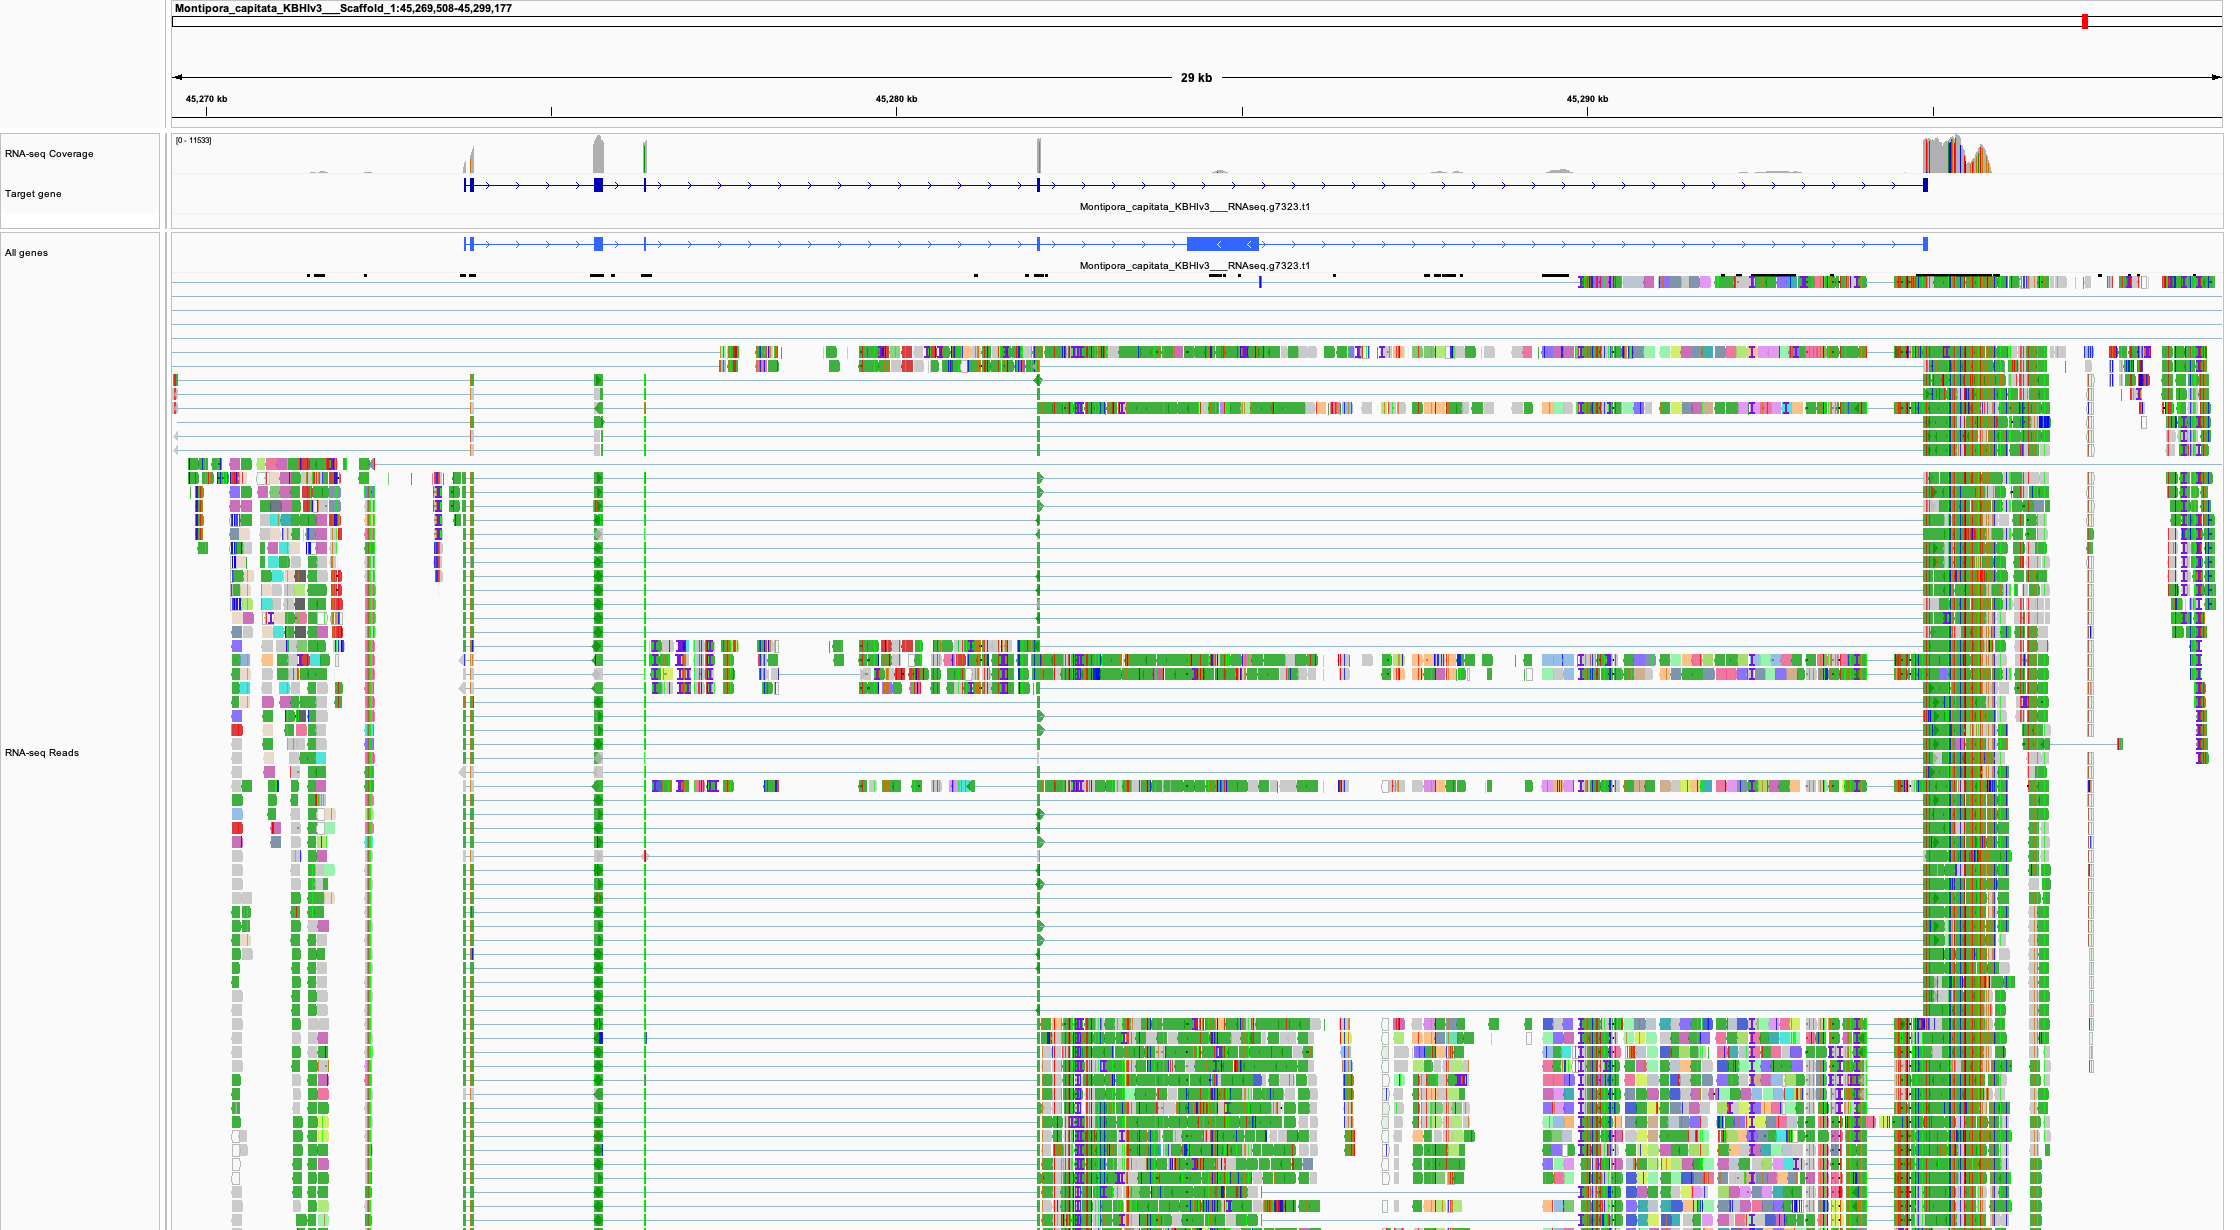 Montipora_capitata_KBHIv3___Scaffold_1:45,269,508-45,299,177
29 kb
45,270 kb
45,280 kb
45,290 kb
[0 - 11533]
RNA-seq Coverage
Target gene
Montipora_capitata_KBHIv3___RNAseq.g7323.t1
All genes
Montipora_capitata_KBHIv3___RNAseq.g7323.t1
RNA-seq Reads